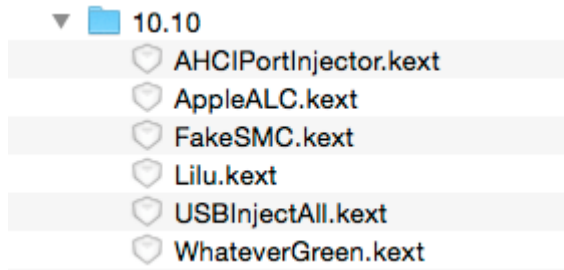 10.10
AHCIPortInjector.kext
AppleALC.kext
FakeSMC.kext
Lilu.kext
USBInjectAll.kext
WhateverGreen.kext